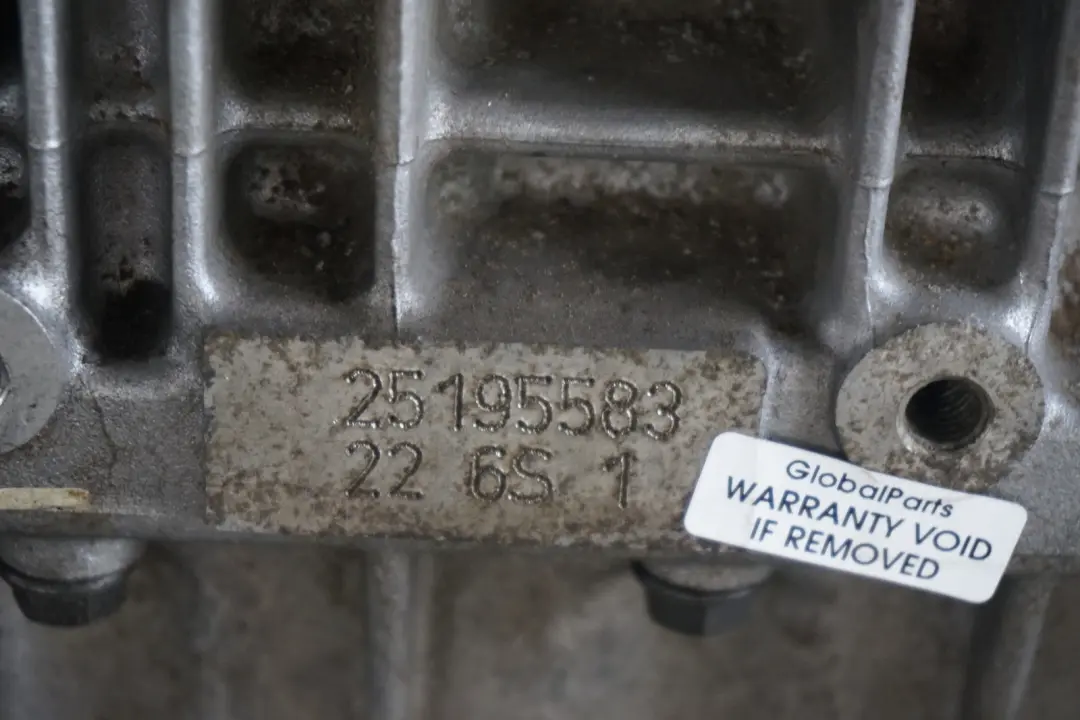 25195583
22 6S 1
GlobalParts
WARRANTY VOID
IF REMOVED